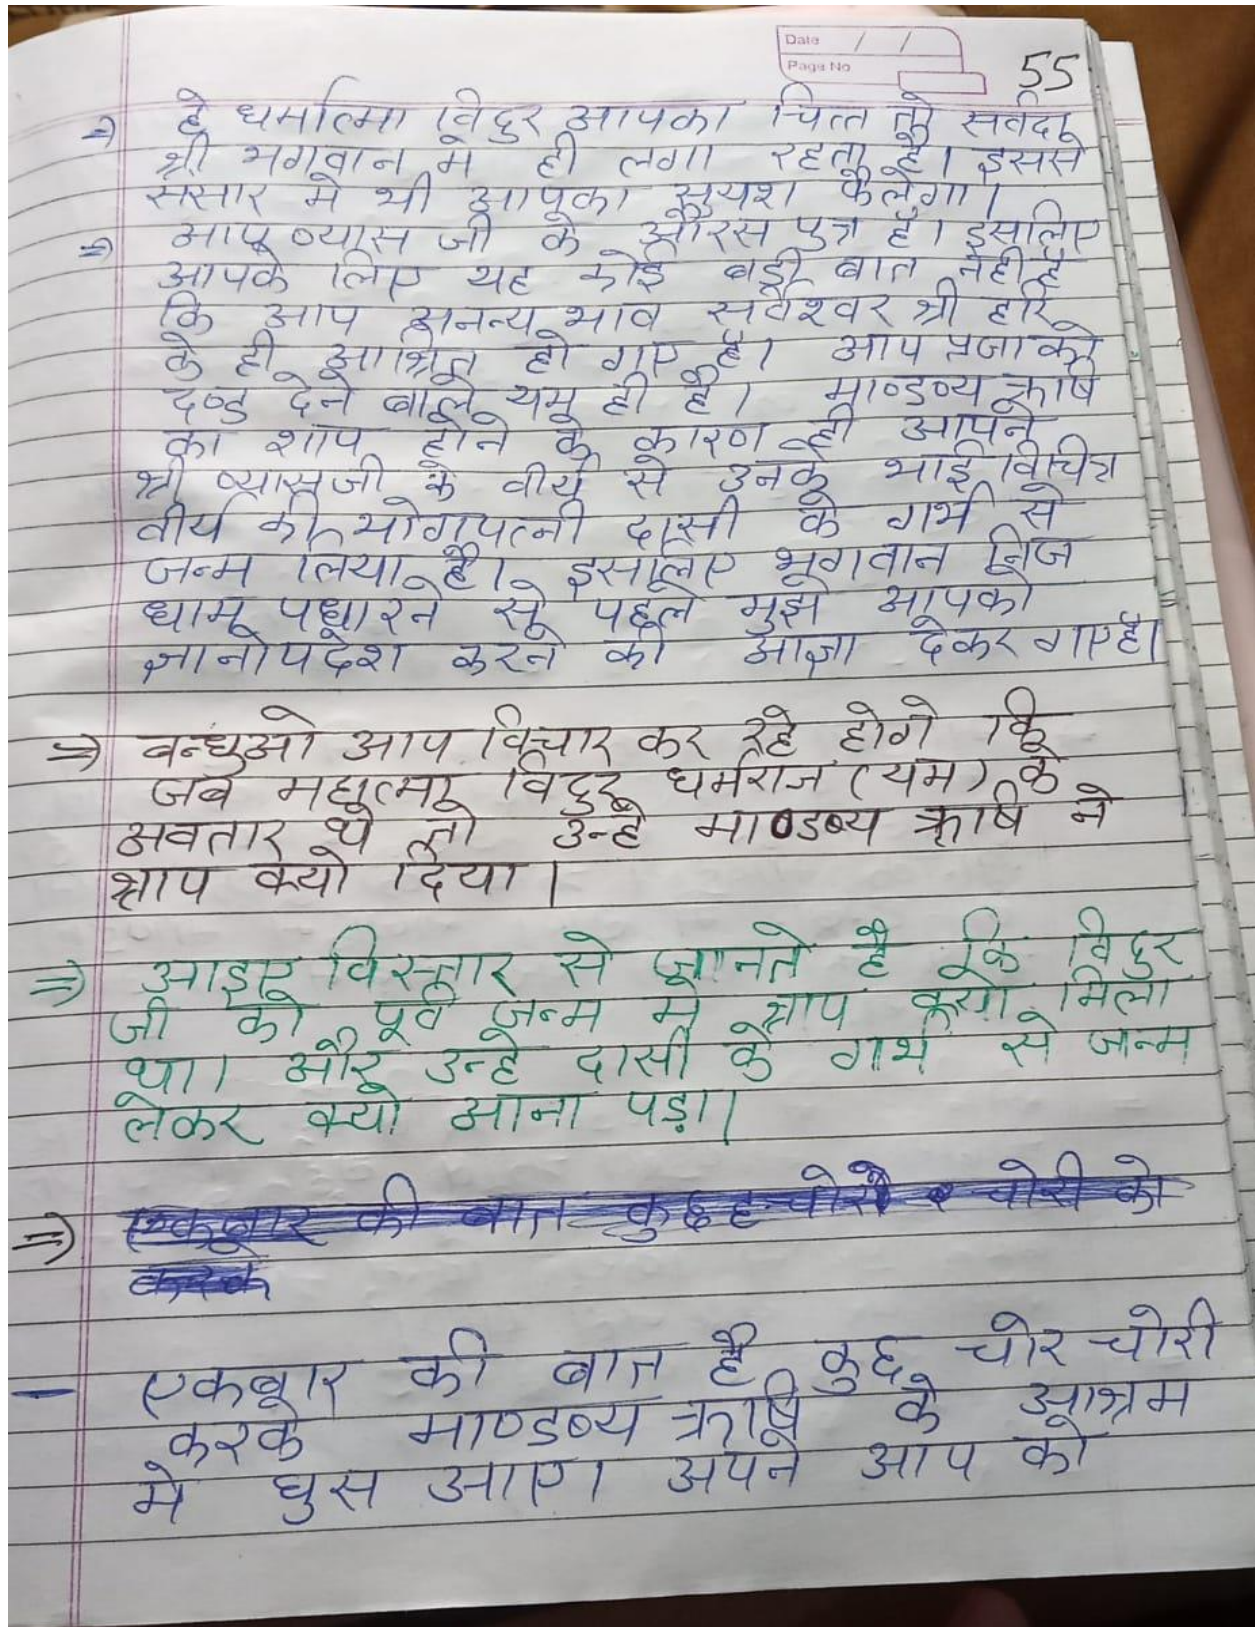 Date / /
Page No
55
⇒ हे धर्मात्मा विदुर आपका चित्त तो सर्वदा
श्री भगवान मे ही लगा रहता है। इससे
संसार मे भी आपका सुयश फैलेगा।
⇒ आप व्यास जी के औरस पुत्र है। इसलिए
आपके लिए यह कोई बड़ी बात नही है
कि आप अनन्य भाव सर्वेश्वर श्री हरि
के ही आश्रित हो गए है। आप प्रजा को
दण्ड देने बाले यम ही है। माण्डव्य ऋषि
का शाप होने के कारण ही आपने
श्री व्यासजी के वीर्य से उनके भाई विचित्र
वीर्य की भोगपत्नी दासी के गर्भ से
जन्म लिया है। इसलिए भगवान निज
धाम पधारने से पहले मुझे आपको
ज्ञानोपदेश करने की आज्ञा देकर गए है।
⇒ बन्धुओ आप विचार कर रहे होगे कि
जब महात्मा विदुर धर्मराज (यम) के
अवतार थे तो उन्हे माण्डव्य ऋषि ने
श्राप क्यो दिया।
⇒ आइए विस्तार से जानते है कि विदुर
जी को पूर्व जन्म मे श्राप क्यो मिला
था। और उन्हे दासी के गर्भ से जन्म
लेकर क्यो आना पड़ा।
⇒ एकबार की बात कुछ चोरो चोरी को
करके
- एकबार की बात है कुछ चोर चोरी
करके माण्डव्य ऋषि के आश्रम
मे घुस आए। अपने आप को